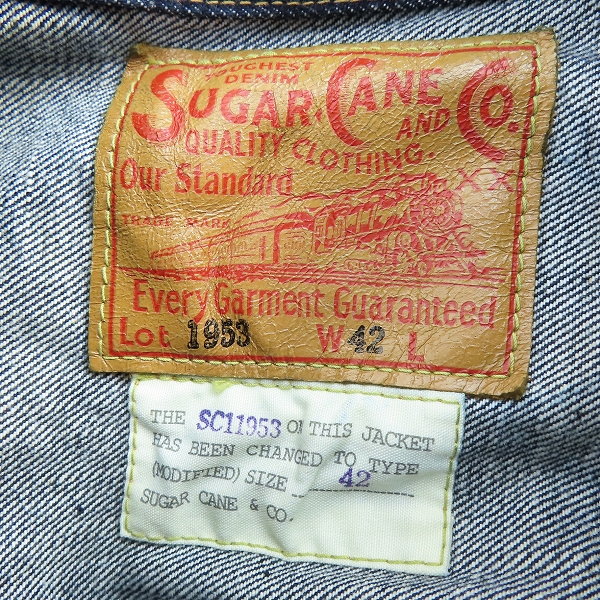 TOUGHEST
DENIM
SUGAR CANE AND CO.
QUALITY CLOTHING.
Our Standard XX
TRADE MARK
Every Garment Guaranteed
Lot 1953 W 42 L
THE SC11953 OF THIS JACKET
HAS BEEN CHANGED TO TYPE
(MODIFIED) SIZE 42
SUGAR CANE & CO.